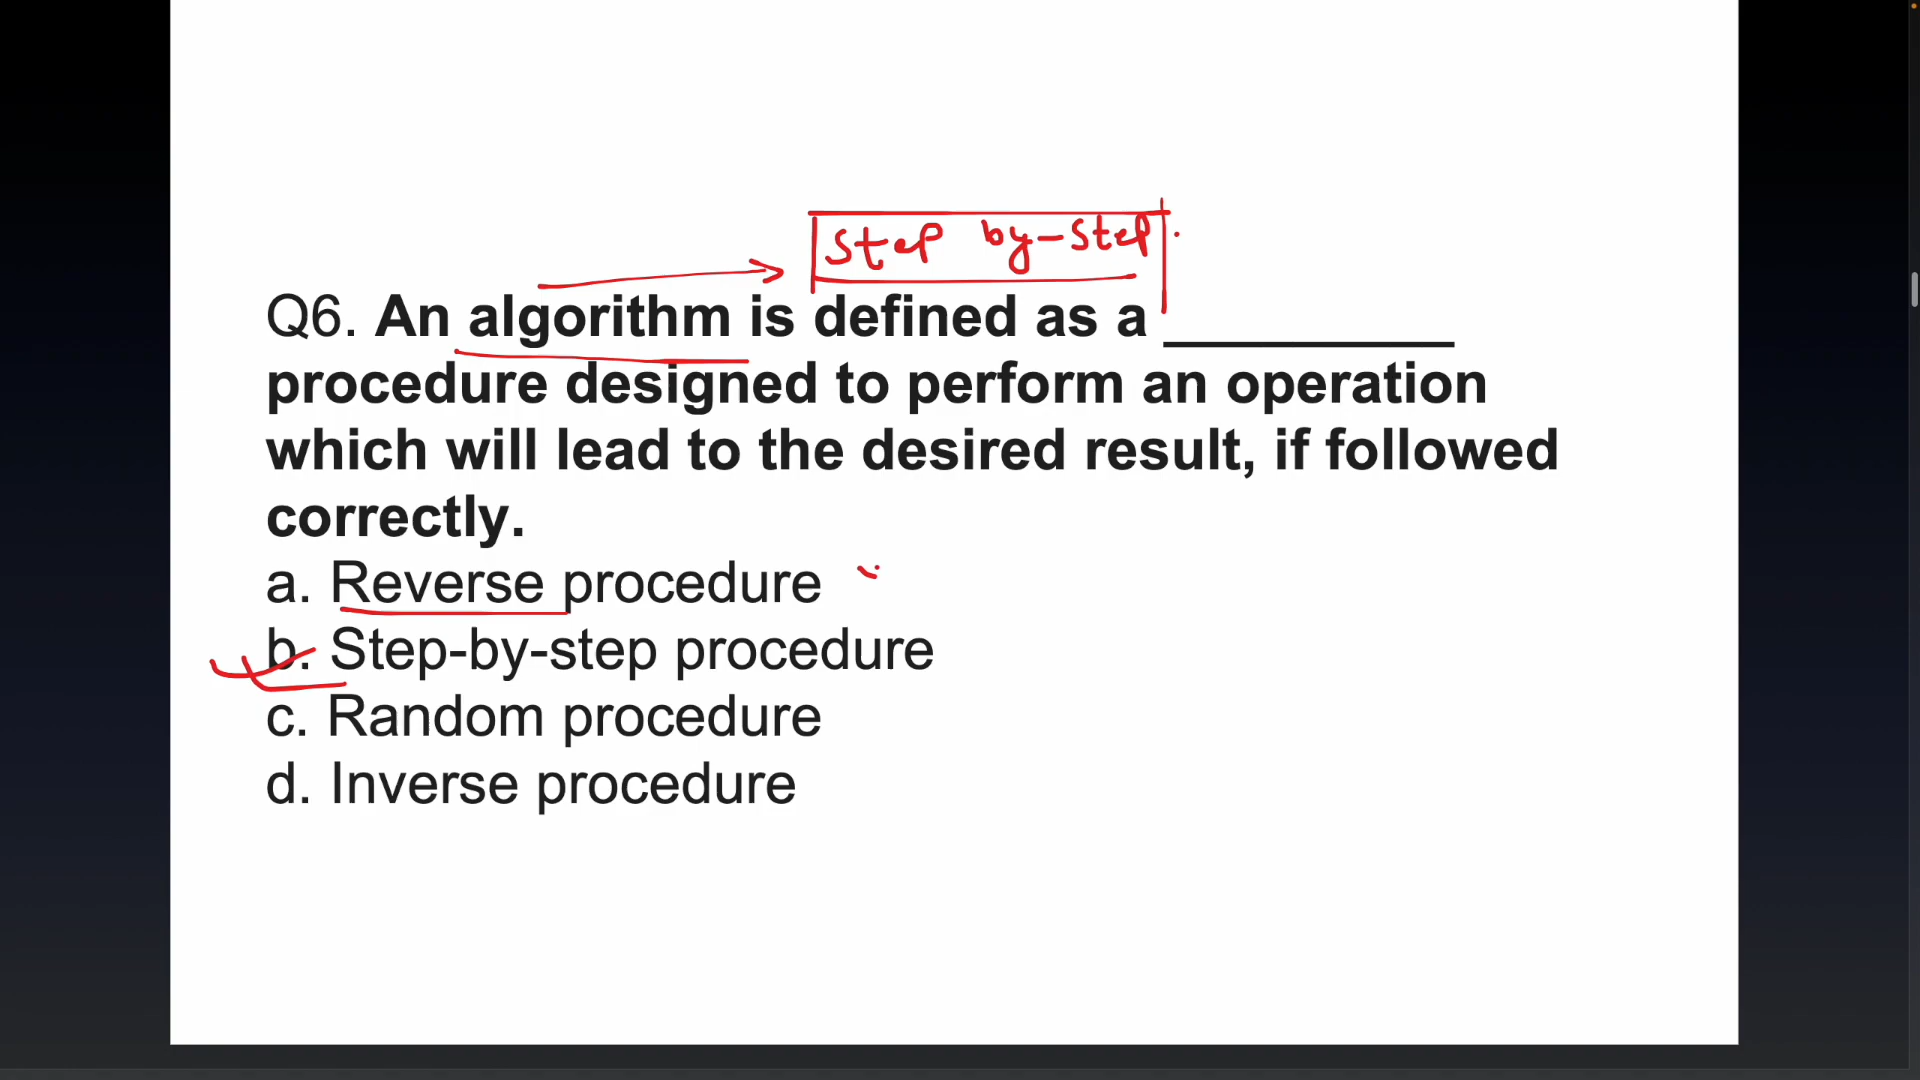 Step by-step
Q6. An algorithm is defined as a __________
procedure designed to perform an operation
which will lead to the desired result, if followed
correctly.
a. Reverse procedure
b. Step-by-step procedure
c. Random procedure
d. Inverse procedure